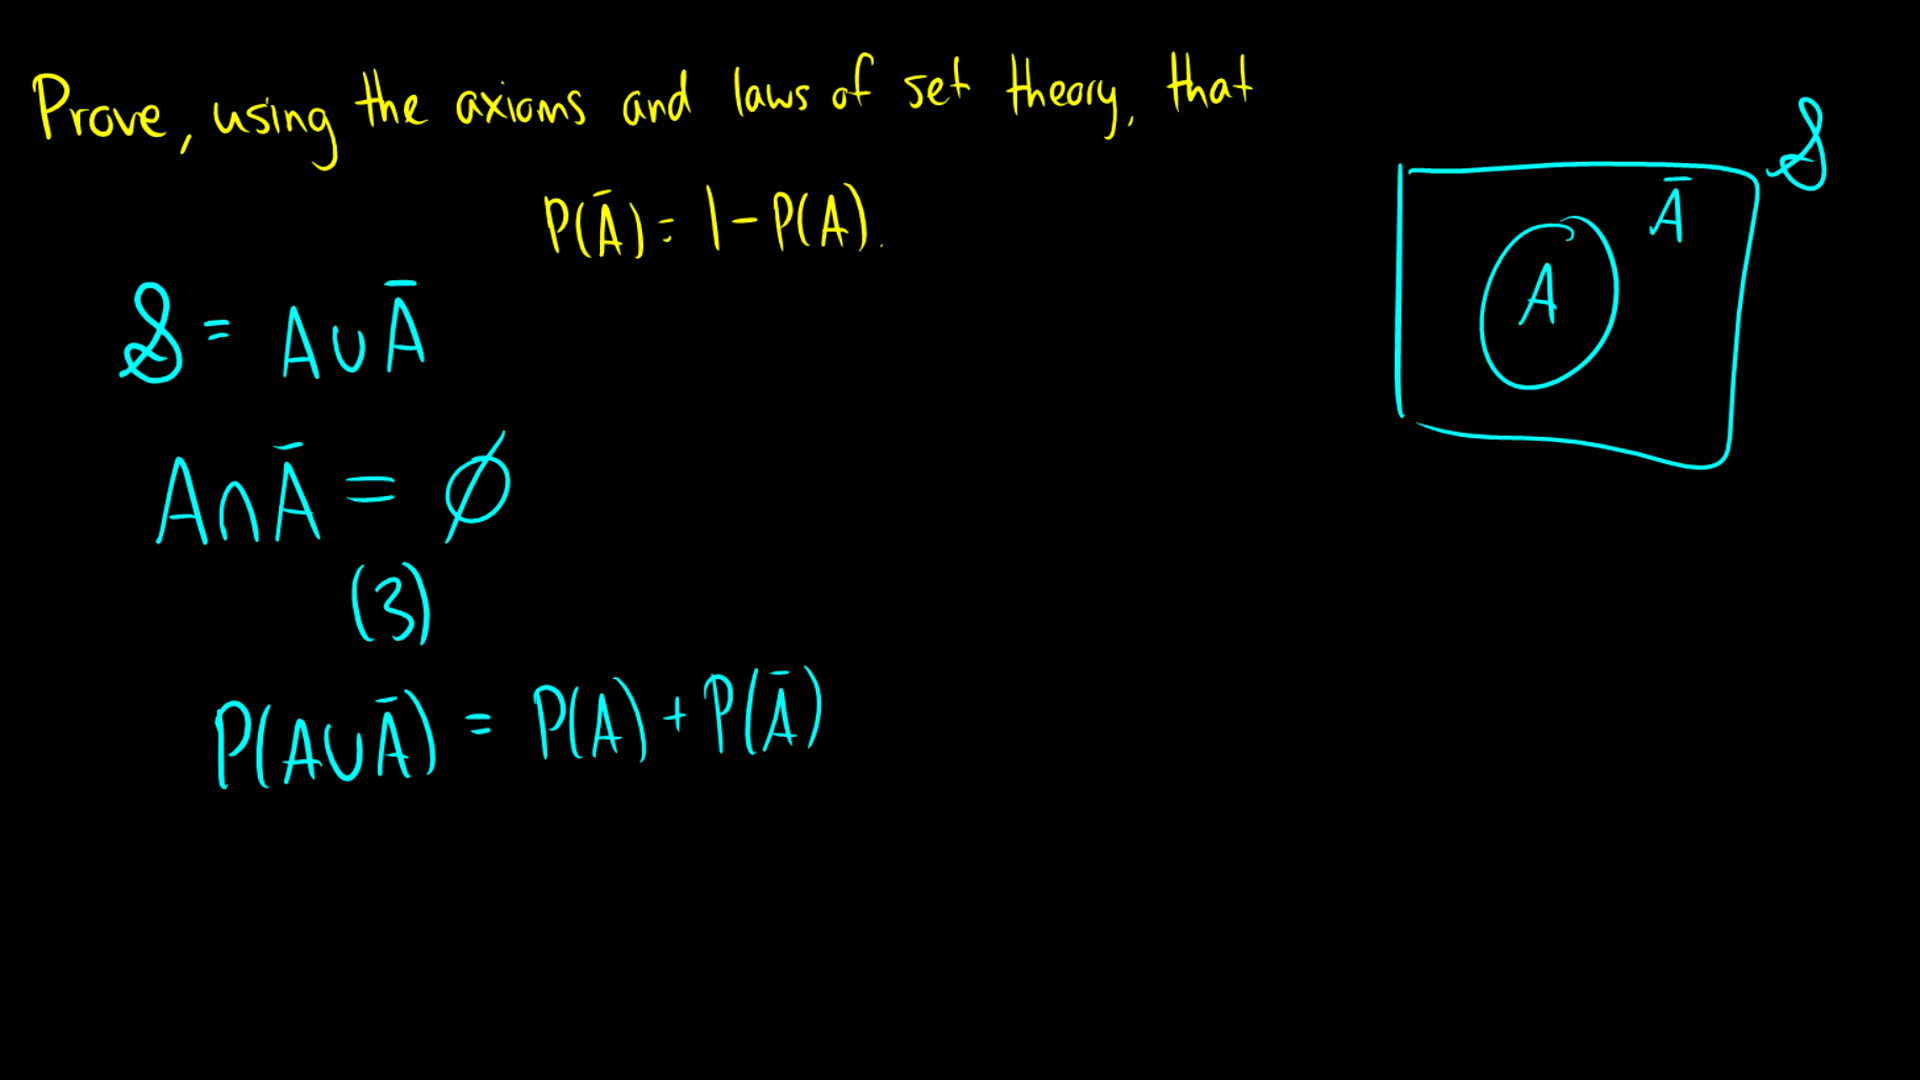 Prove, using the axioms and laws of set theory, that
P(Ā) = 1 - P(A).
𝒮 = A∪Ā
A∩Ā = ∅
(3)
P(A∪Ā) = P(A) + P(Ā)
𝒮
Ā
A